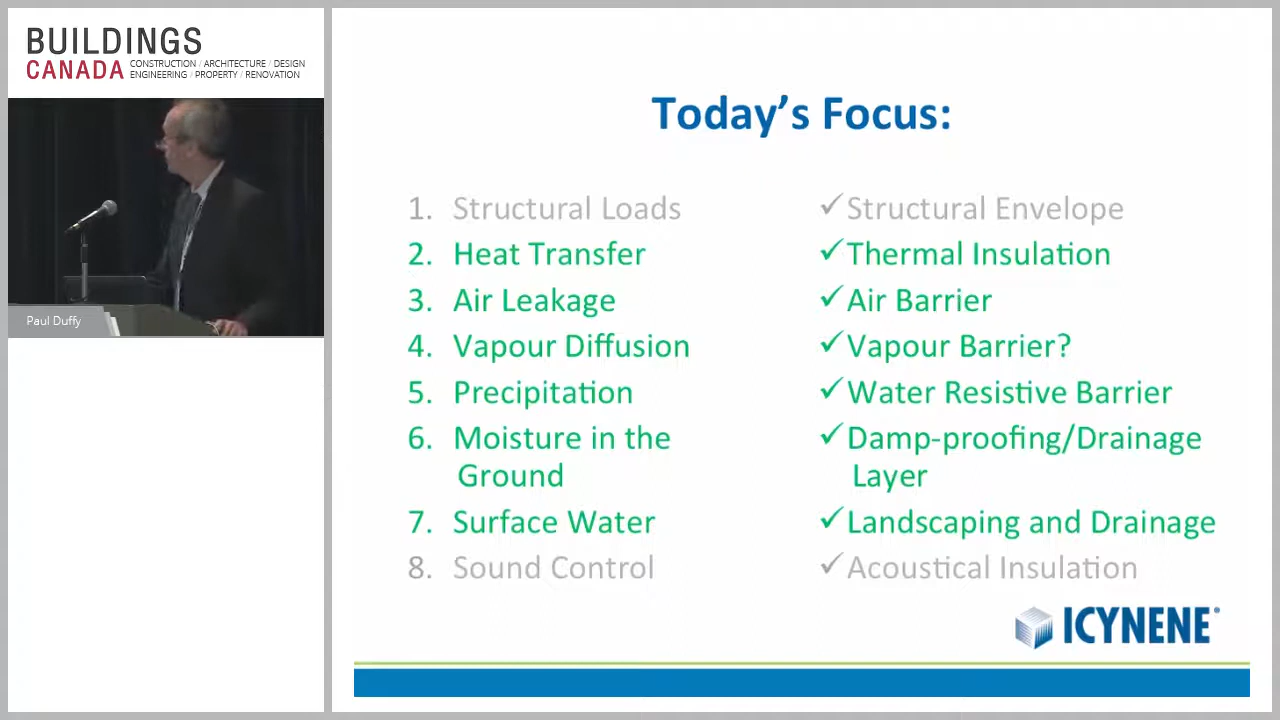 BUILDINGS
CANADA
CONSTRUCTION / ARCHITECTURE / DESIGN
ENGINEERING / PROPERTY / RENOVATION
Paul Duffy
Today's Focus:
1. Structural Loads
2. Heat Transfer
3. Air Leakage
4. Vapour Diffusion
5. Precipitation
6. Moisture in the
Ground
7. Surface Water
8. Sound Control
✓Structural Envelope
✓Thermal Insulation
✓Air Barrier
✓Vapour Barrier?
✓Water Resistive Barrier
✓Damp-proofing/Drainage
Layer
✓Landscaping and Drainage
✓Acoustical Insulation
ICYNENE®